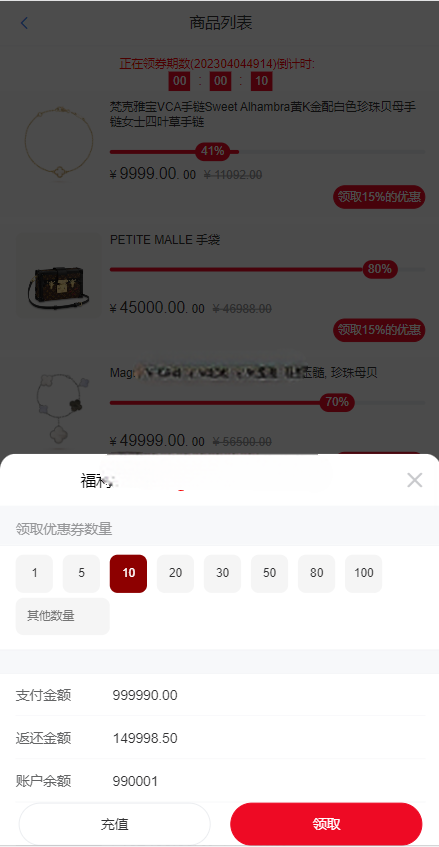 商品列表
正在领券期数(202304044914)倒计时:
00 : 00 : 10
梵克雅宝VCA手链Sweet Alhambra黄K金配白色珍珠贝母手
链女士四叶草手链
41%
¥ 9999.00. 00 ¥ 11092.00
领取15%的优惠
PETITE MALLE 手袋
80%
¥ 45000.00. 00 ¥ 46988.00
领取15%的优惠
玉髓, 珍珠母贝
70%
¥ 49999.00. 00 ¥ 56500.00
福利
领取优惠券数量
1 5 10 20 30 50 80 100
其他数量
支付金额 999990.00
返还金额 149998.50
账户余额 990001
充值 领取